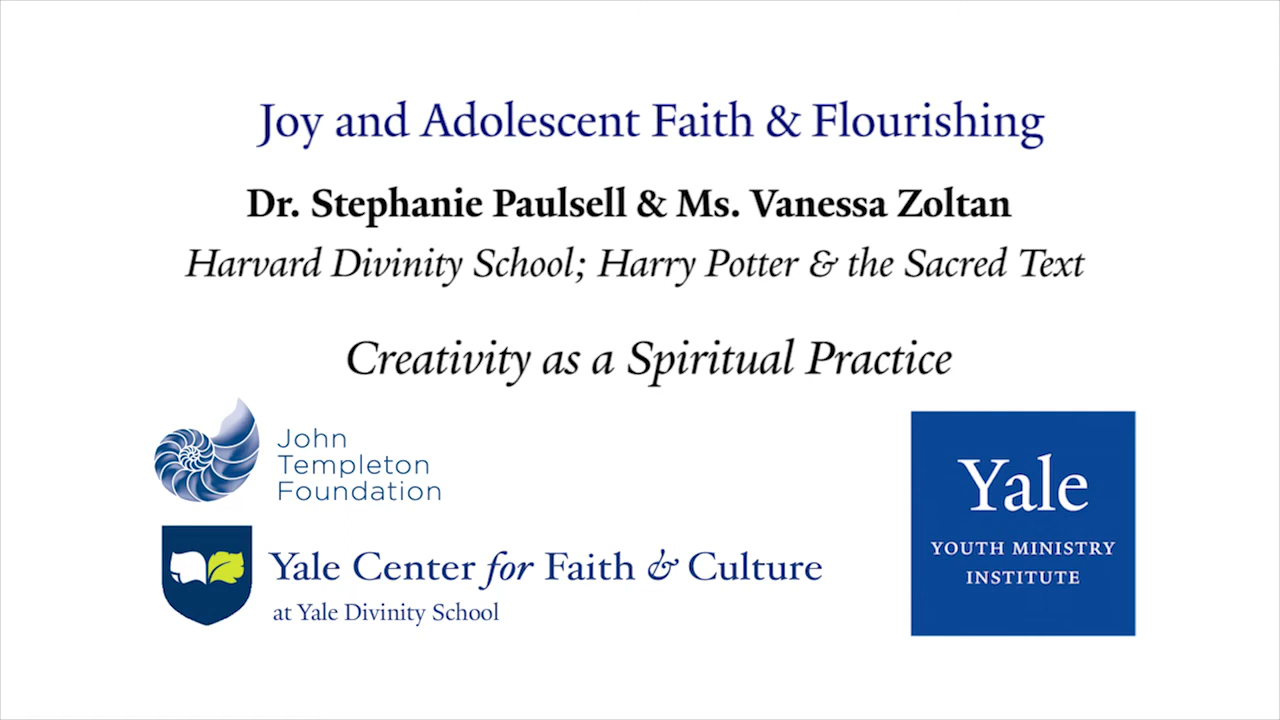 Joy and Adolescent Faith & Flourishing
Dr. Stephanie Paulsell & Ms. Vanessa Zoltan
Harvard Divinity School; Harry Potter & the Sacred Text
Creativity as a Spiritual Practice
John
Templeton
Foundation
Yale Center for Faith & Culture
at Yale Divinity School
Yale
YOUTH MINISTRY
INSTITUTE